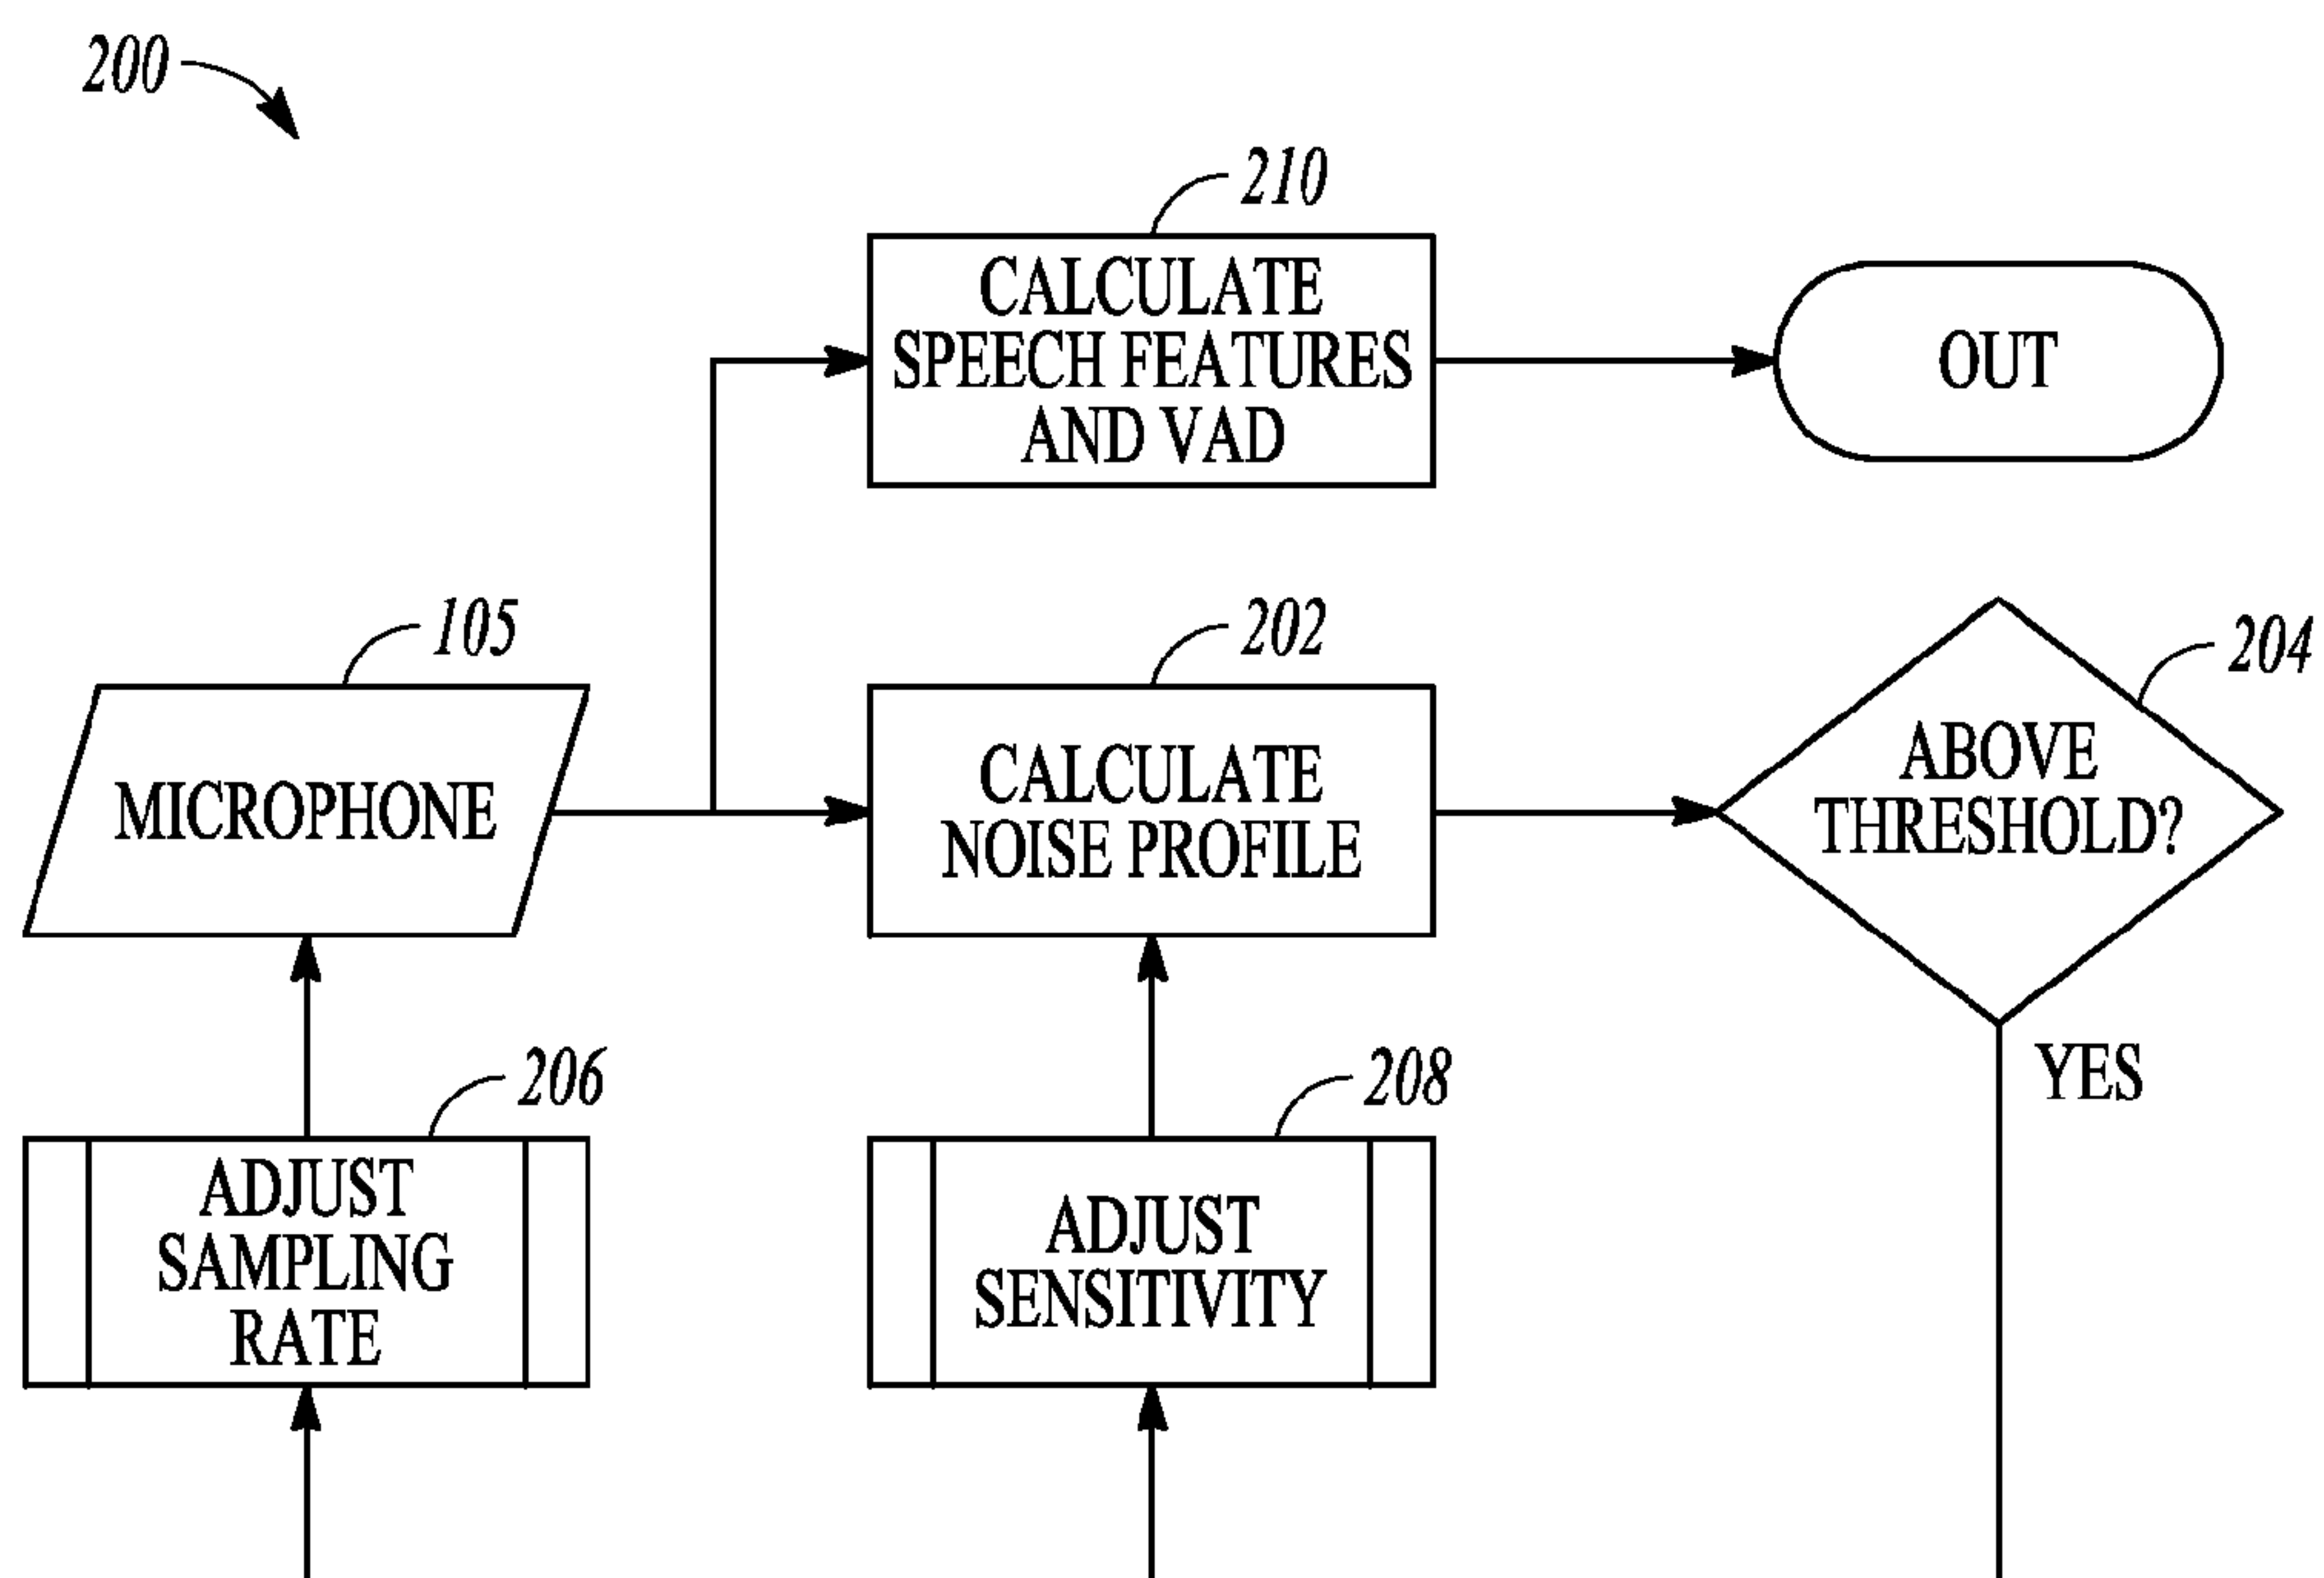 200
210
CALCULATE
SPEECH FEATURES
AND VAD
OUT
105
202
204
MICROPHONE
CALCULATE
NOISE PROFILE
ABOVE
THRESHOLD?
206
208
YES
ADJUST
SAMPLING
RATE
ADJUST
SENSITIVITY